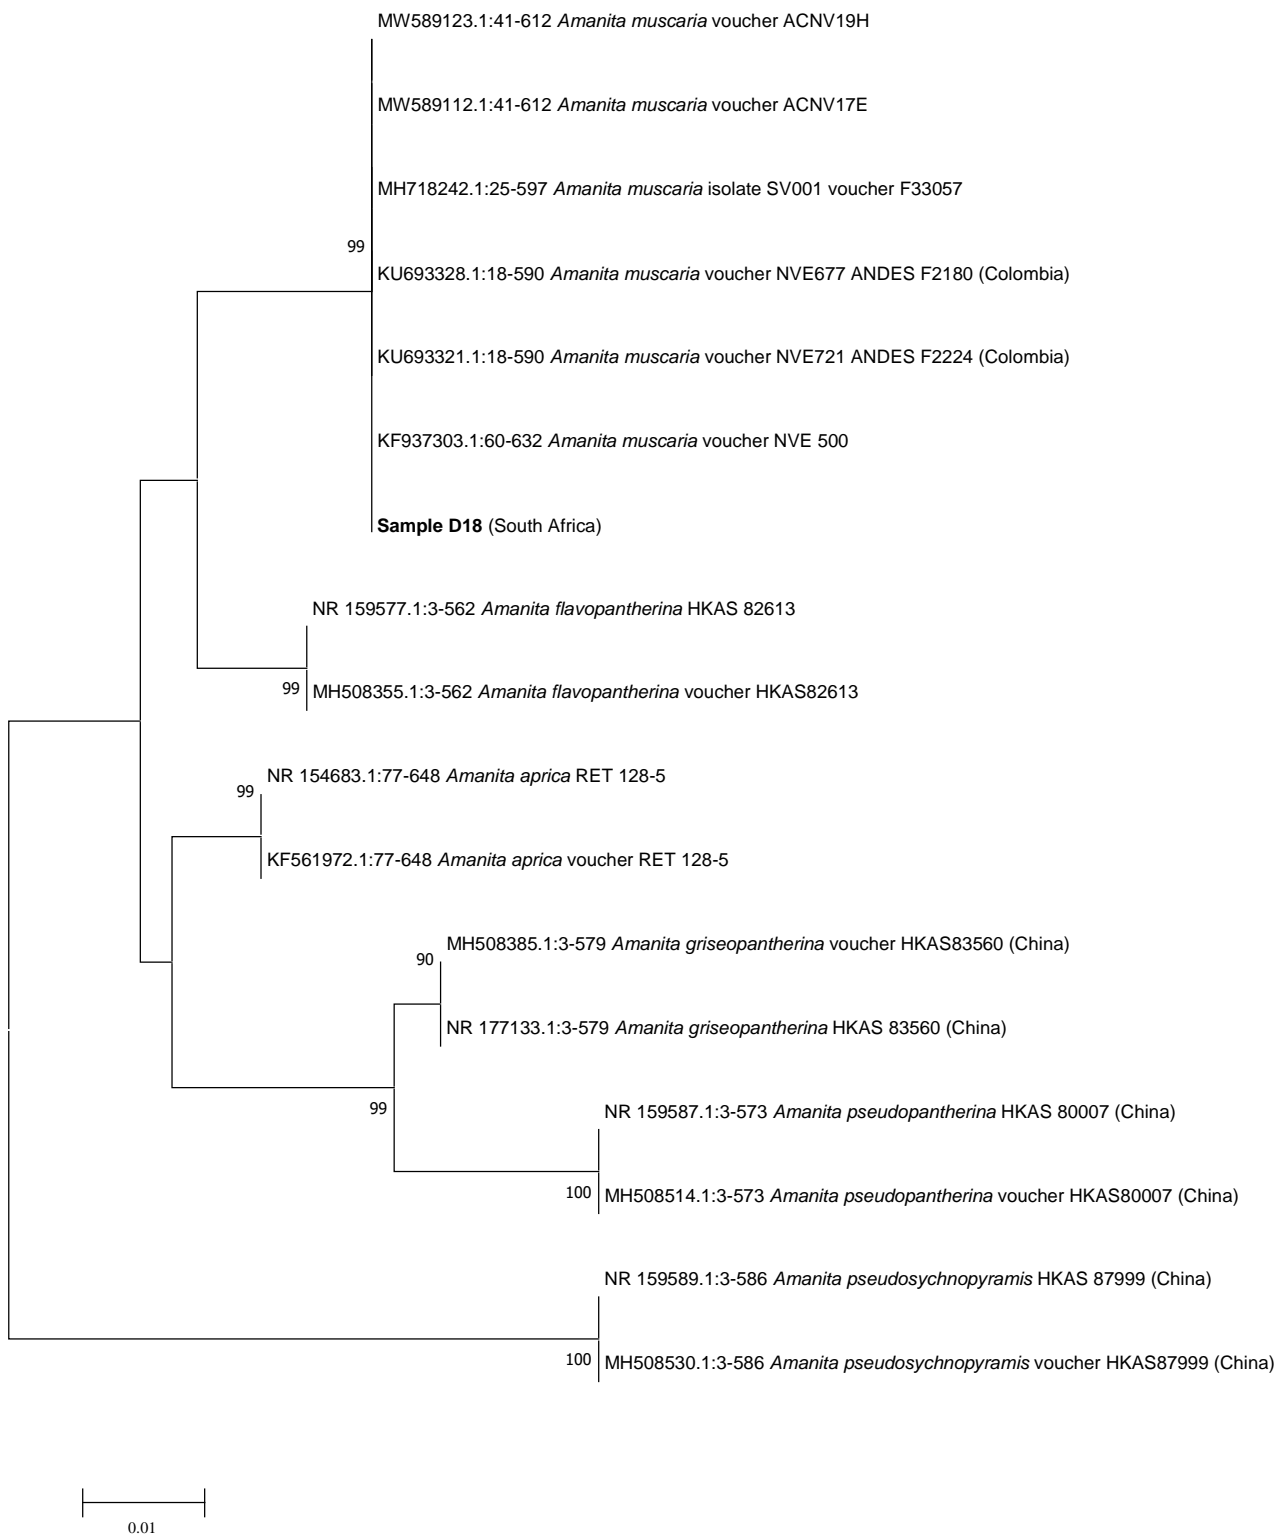 MW589123.1:41-612 Amanita muscaria voucher ACNV19H
MW589112.1:41-612 Amanita muscaria voucher ACNV17E
MH718242.1:25-597 Amanita muscaria isolate SV001 voucher F33057
99
KU693328.1:18-590 Amanita muscaria voucher NVE677 ANDES F2180 (Colombia)
KU693321.1:18-590 Amanita muscaria voucher NVE721 ANDES F2224 (Colombia)
KF937303.1:60-632 Amanita muscaria voucher NVE 500
Sample D18 (South Africa)
NR 159577.1:3-562 Amanita flavopantherina HKAS 82613
99 MH508355.1:3-562 Amanita flavopantherina voucher HKAS82613
NR 154683.1:77-648 Amanita aprica RET 128-5
99
KF561972.1:77-648 Amanita aprica voucher RET 128-5
MH508385.1:3-579 Amanita griseopantherina voucher HKAS83560 (China)
90
NR 177133.1:3-579 Amanita griseopantherina HKAS 83560 (China)
99
NR 159587.1:3-573 Amanita pseudopantherina HKAS 80007 (China)
100 MH508514.1:3-573 Amanita pseudopantherina voucher HKAS80007 (China)
NR 159589.1:3-586 Amanita pseudosychnopyramis HKAS 87999 (China)
100 MH508530.1:3-586 Amanita pseudosychnopyramis voucher HKAS87999 (China)
0.01